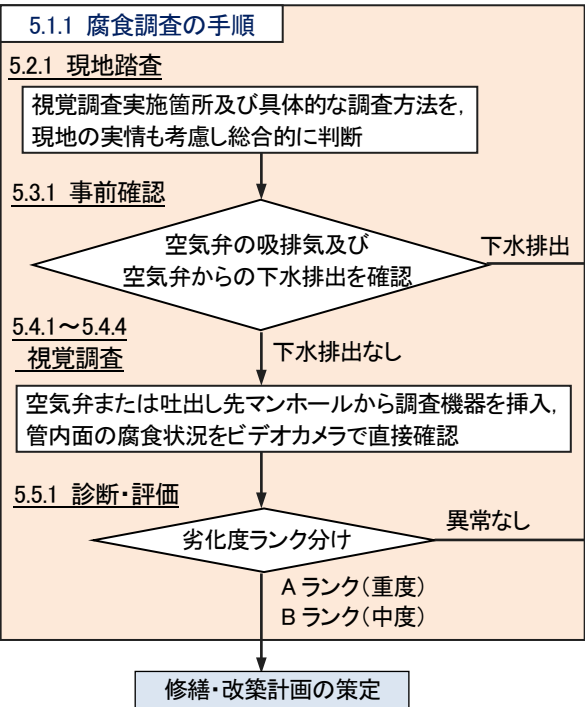 5.1.1 腐食調査の手順
5.2.1 現地踏査
視覚調査実施箇所及び具体的な調査方法を,
現地の実情も考慮し総合的に判断
5.3.1 事前確認
空気弁の吸排気及び
空気弁からの下水排出を確認
下水排出
5.4.1～5.4.4
視覚調査
下水排出なし
空気弁または吐出し先マンホールから調査機器を挿入,
管内面の腐食状況をビデオカメラで直接確認
5.5.1 診断・評価
劣化度ランク分け
異常なし
A ランク(重度)
B ランク(中度)
修繕・改築計画の策定